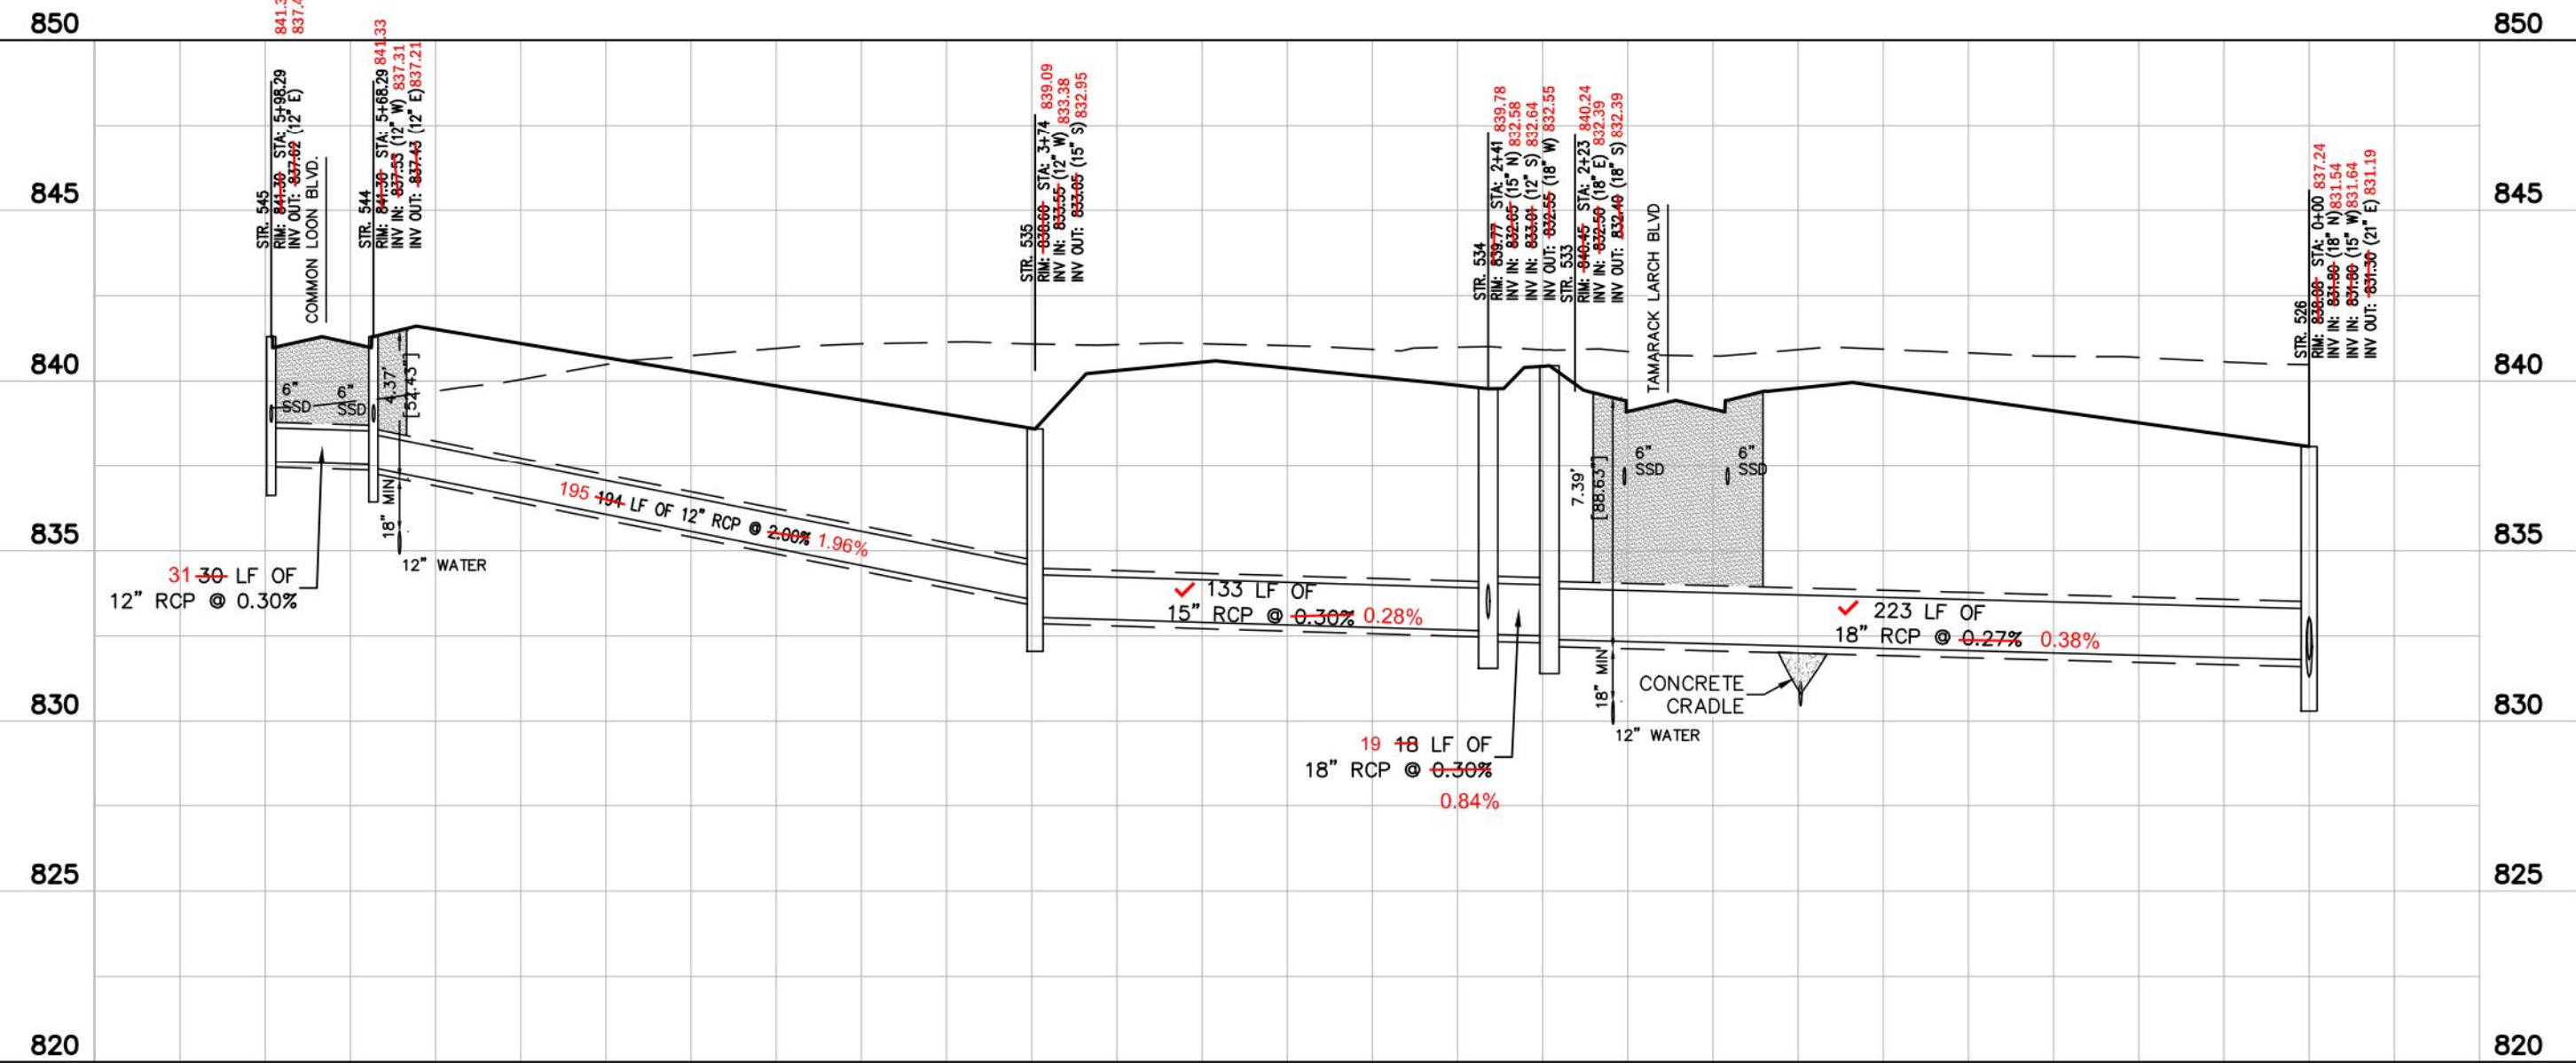 850
850
845
845
840
840
835
835
830
830
825
825
820
820
STR. 545
RIM: 841.30 STA: 5+98.29
INV OUT: 837.62 (12" E)
COMMON LOON BLVD.
STR. 544
RIM: 841.30 STA: 5+68.29 841.33
INV IN: 837.53 (12" W) 837.31
INV OUT: 837.43 (12" E) 837.21
STR. 535
RIM: 838.60 STA: 3+74 839.09
INV IN: 833.55 (12" W) 833.38
INV OUT: 833.05 (15" S) 832.95
STR. 534
RIM: 839.77 STA: 2+41 839.78
INV IN: 832.65 (15" N) 832.58
INV IN: 833.01 (12" S) 832.64
INV OUT: 832.55 (18" W) 832.55
STR. 533
RIM: 840.45 STA: 2+23 840.24
INV IN: 832.50 (18" E) 832.39
INV OUT: 832.40 (18" S) 832.39
TAMARACK LARCH BLVD
STR. 526
RIM: 838.08 STA: 0+00 837.24
INV IN: 831.80 (18" N) 831.54
INV IN: 831.80 (15" W) 831.64
INV OUT: 831.30 (21" E) 831.19
6"
SSD
6"
SSD
4.37'
[52.43"]
18" MIN
12" WATER
31 30 LF OF
12" RCP @ 0.30%
195 194 LF OF 12" RCP @ 2.00% 1.96%
133 LF OF
15" RCP @ 0.30% 0.28%
19 18 LF OF
18" RCP @ 0.30%
0.84%
7.39'
[88.63"]
6"
SSD
6"
SSD
18" MIN
12" WATER
CONCRETE
CRADLE
223 LF OF
18" RCP @ 0.27% 0.38%